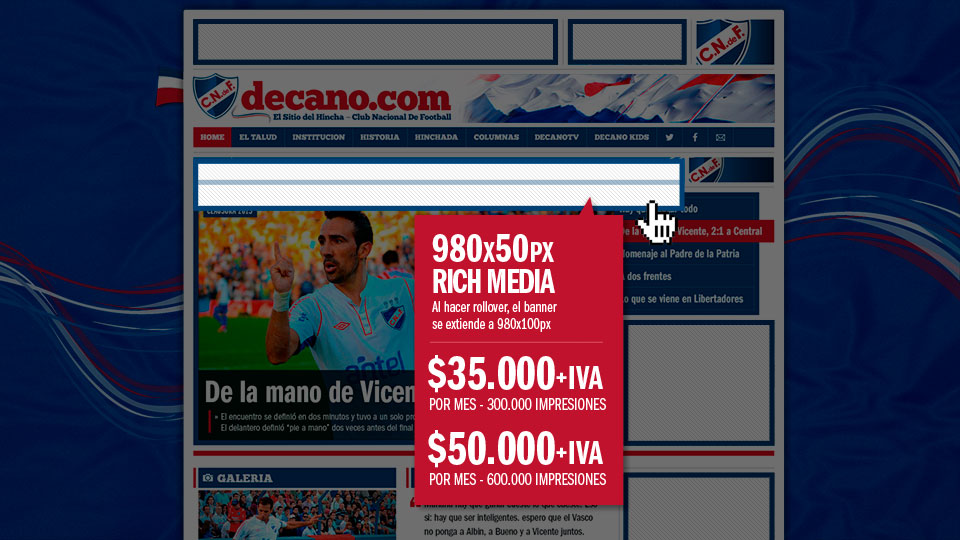 C.N.deF.
C.N.deF.
decano.com
El Sitio del Hincha – Club Nacional De Football
HOME EL TALUD INSTITUCION HISTORIA HINCHADA COLUMNAS DECANOTV DECANO KIDS
C.N.deF.
todo
Vicente, 2:1 a Central
Homenaje al Padre de la Patria
dos frentes
que se viene en Libertadores
980x50PX
RICH MEDIA
Al hacer rollover, el banner
se extiende a 980x100px
$35.000+IVA
POR MES - 300.000 IMPRESIONES
$50.000+IVA
POR MES - 600.000 IMPRESIONES
De la mano de Vicen
El encuentro se definió en dos minutos y tuvo a un solo pro
El delantero definió "pie a mano" dos veces antes del final
GALERIA
sí: hay que ser inteligentes. espero que el Vasco
no ponga a Albín, a Bueno y a Vicente juntos.